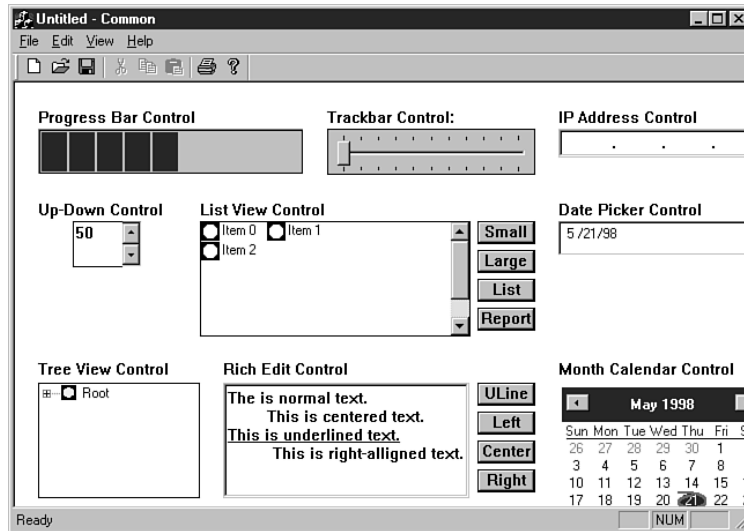 Untitled - Common
File Edit View Help
Progress Bar Control
Trackbar Control:
IP Address Control
. . .
Up-Down Control
50
List View Control
Item 0 Item 1
Item 2
Small
Large
List
Report
Date Picker Control
5 /21/98
Tree View Control
Root
Rich Edit Control
The is normal text.
This is centered text.
This is underlined text.
This is right-alligned text.
ULine
Left
Center
Right
Month Calendar Control
May 1998
Sun Mon Tue Wed Thu Fri S
26 27 28 29 30 1
3 4 5 6 7 8
10 11 12 13 14 15
17 18 19 20 21 22
Ready NUM